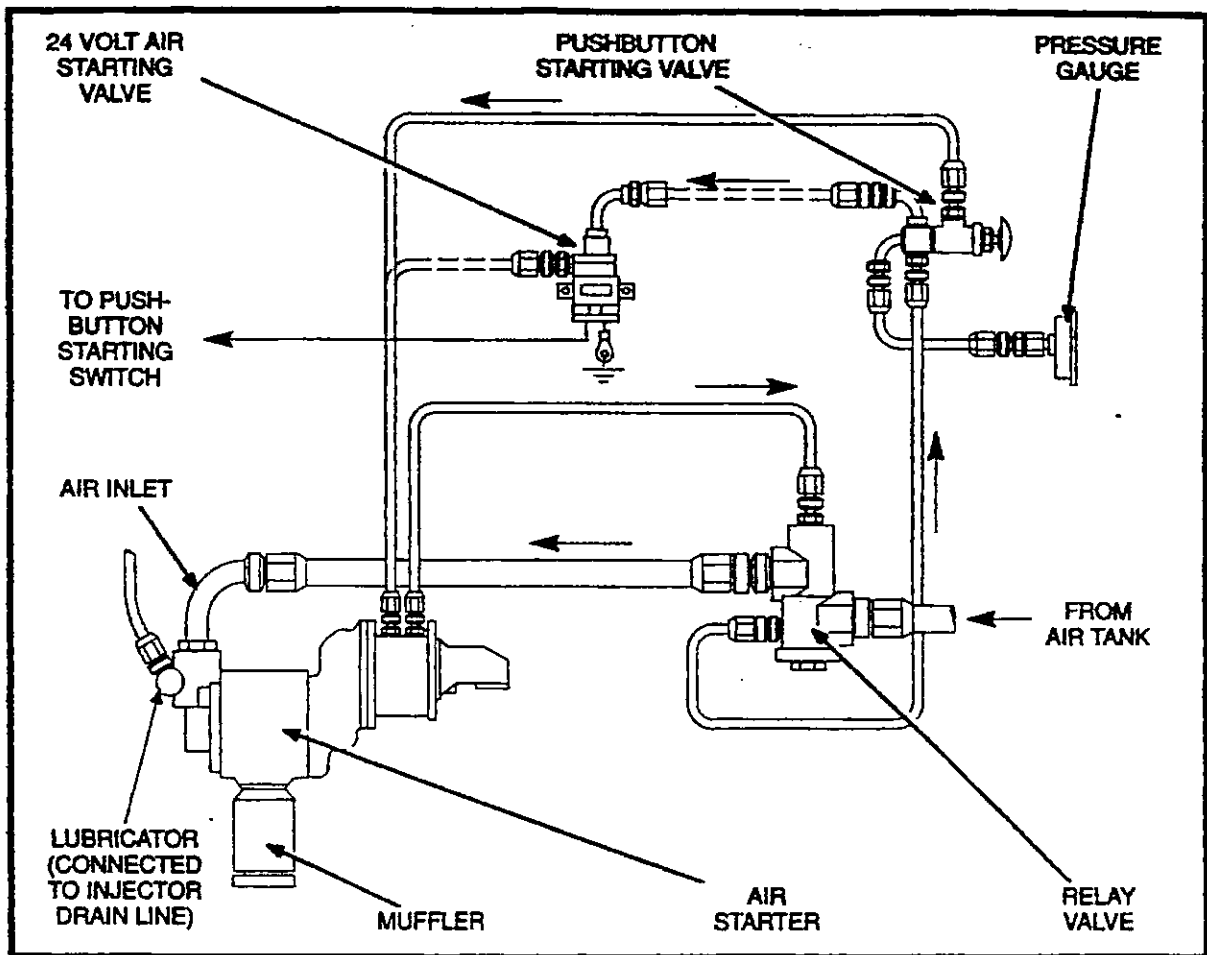 24 VOLT AIR
STARTING
VALVE
PUSHBUTTON
STARTING VALVE
PRESSURE
GAUGE
TO PUSH-
BUTTON
STARTING
SWITCH
AIR INLET
FROM
AIR TANK
LUBRICATOR
(CONNECTED
TO INJECTOR
DRAIN LINE)
MUFFLER
AIR
STARTER
RELAY
VALVE